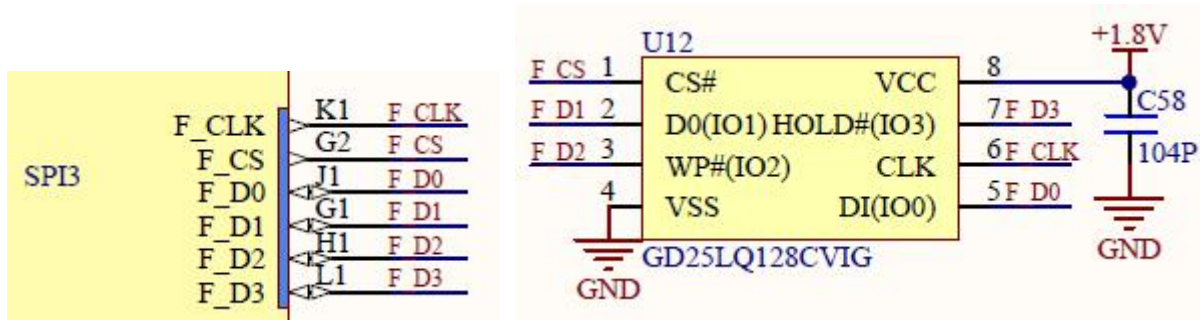 SPI3
F_CLK K1 F_CLK
F_CS G2 F_CS
F_D0 J1 F_D0
F_D1 G1 F_D1
F_D2 H1 F_D2
F_D3 L1 F_D3
U12
+1.8V
F_CS 1 CS# VCC 8
C58
F_D1 2 D0(IO1) HOLD#(IO3) 7 F_D3
F_D2 3 WP#(IO2) CLK 6 F_CLK
104P
4 VSS DI(IO0) 5 F_D0
GD25LQ128CVIG
GND
GND